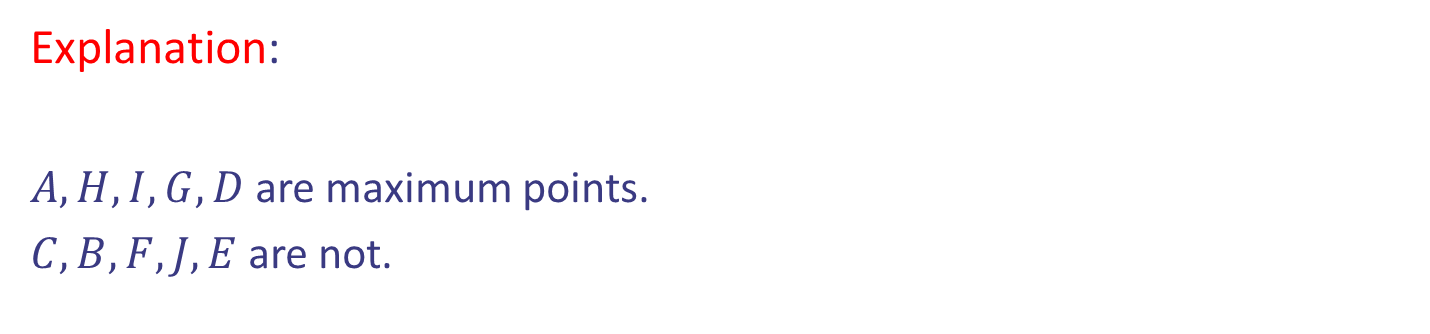 Explanation:
A, H, I, G, D are maximum points.
C, B, F, J, E are not.